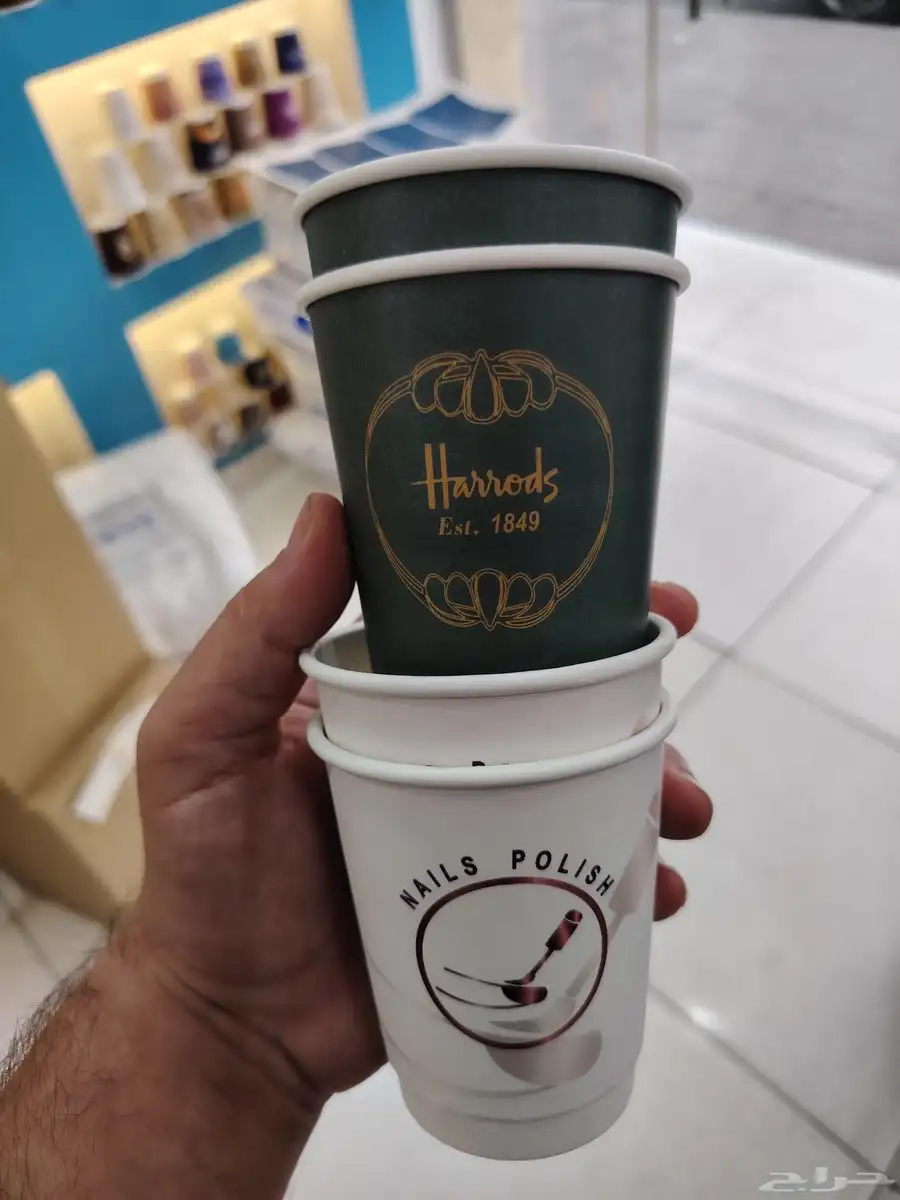 Harrods
Est. 1849
NAILS POLISH
حراج